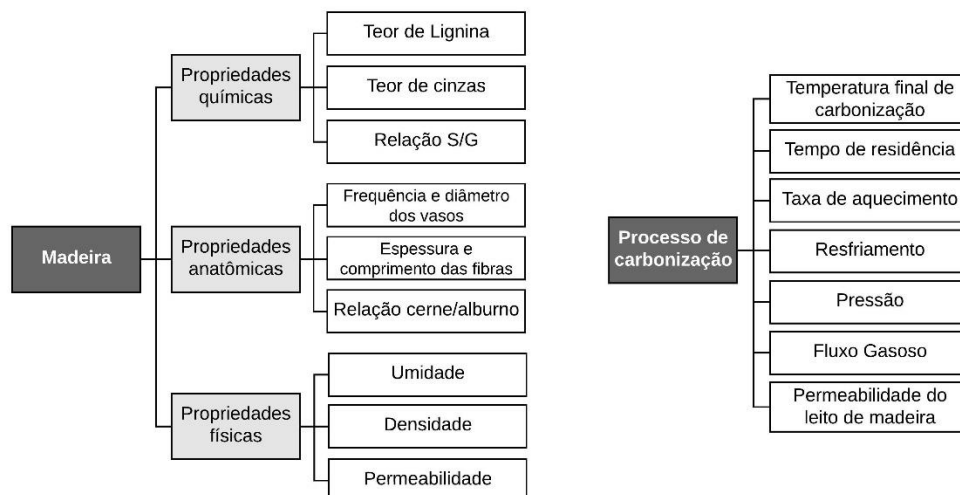 Madeira
Propriedades
químicas
Teor de Lignina
Teor de cinzas
Relação S/G
Propriedades
anatômicas
Frequência e diâmetro
dos vasos
Espessura e
comprimento das fibras
Relação cerne/alburno
Propriedades
físicas
Umidade
Densidade
Permeabilidade
Processo de
carbonização
Temperatura final de
carbonização
Tempo de residência
Taxa de aquecimento
Resfriamento
Pressão
Fluxo Gasoso
Permeabilidade do
leito de madeira